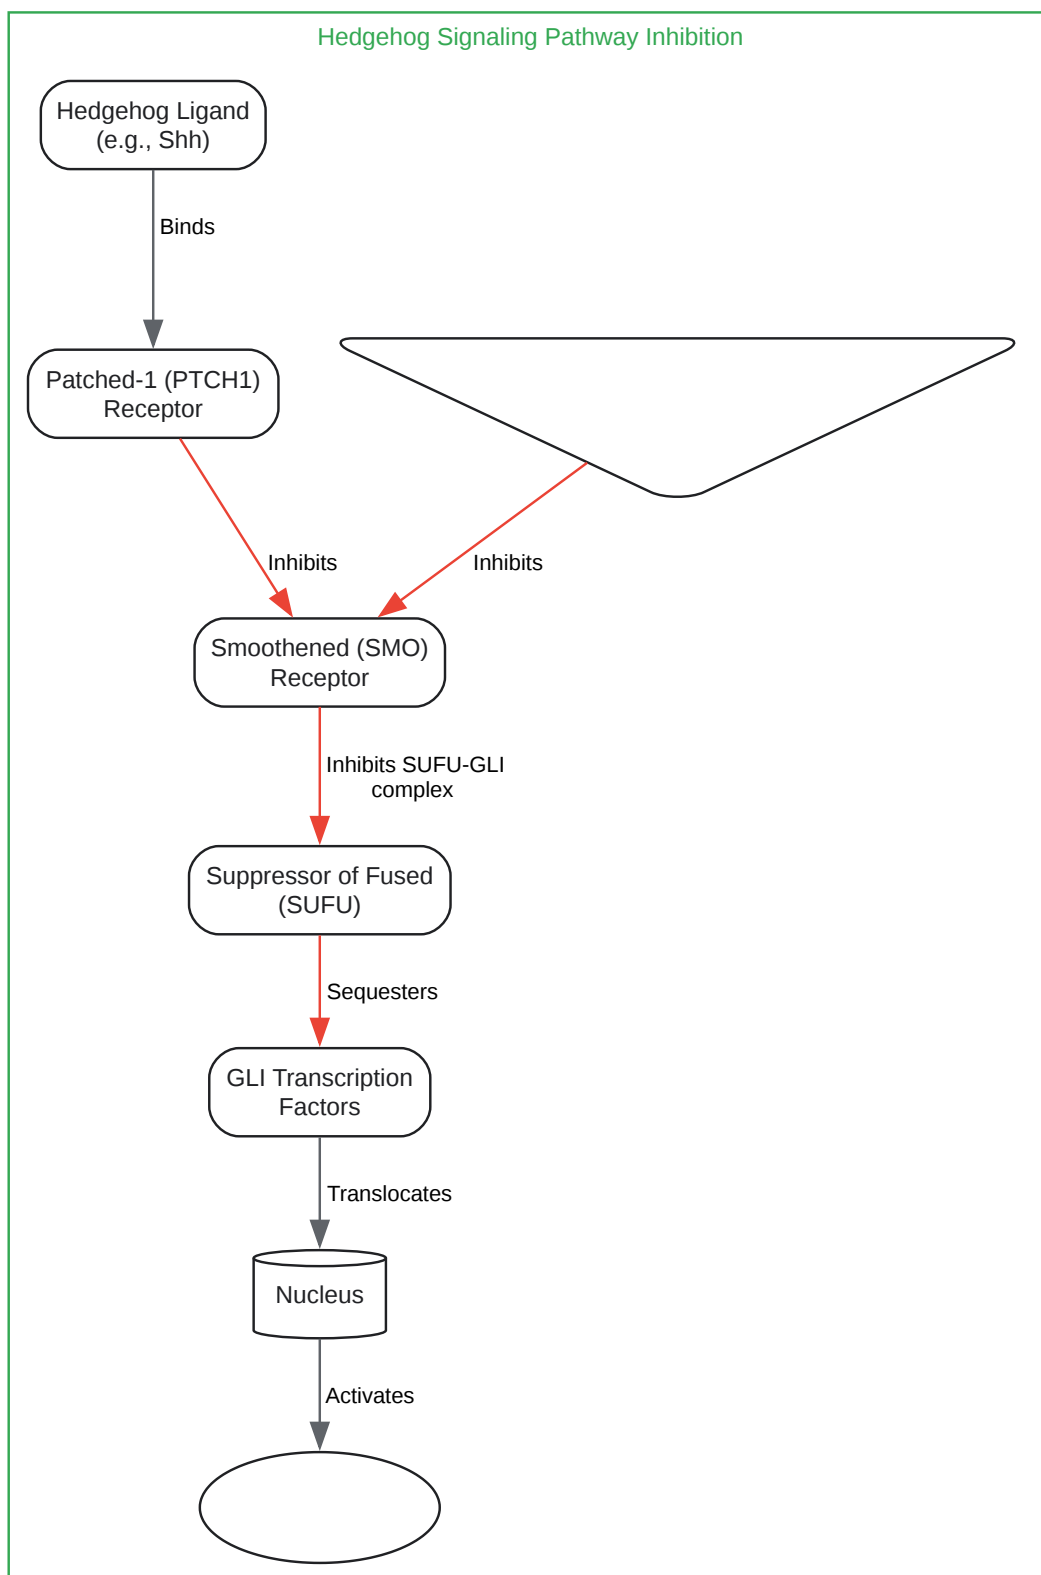 Hedgehog Signaling Pathway Inhibition
Hedgehog Ligand
(e.g., Shh)
Binds
Patched-1 (PTCH1)
Receptor
Inhibits
Inhibits
Smoothened (SMO)
Receptor
Inhibits SUFU-GLI
complex
Suppressor of Fused
(SUFU)
Sequesters
GLI Transcription
Factors
Translocates
Nucleus
Activates